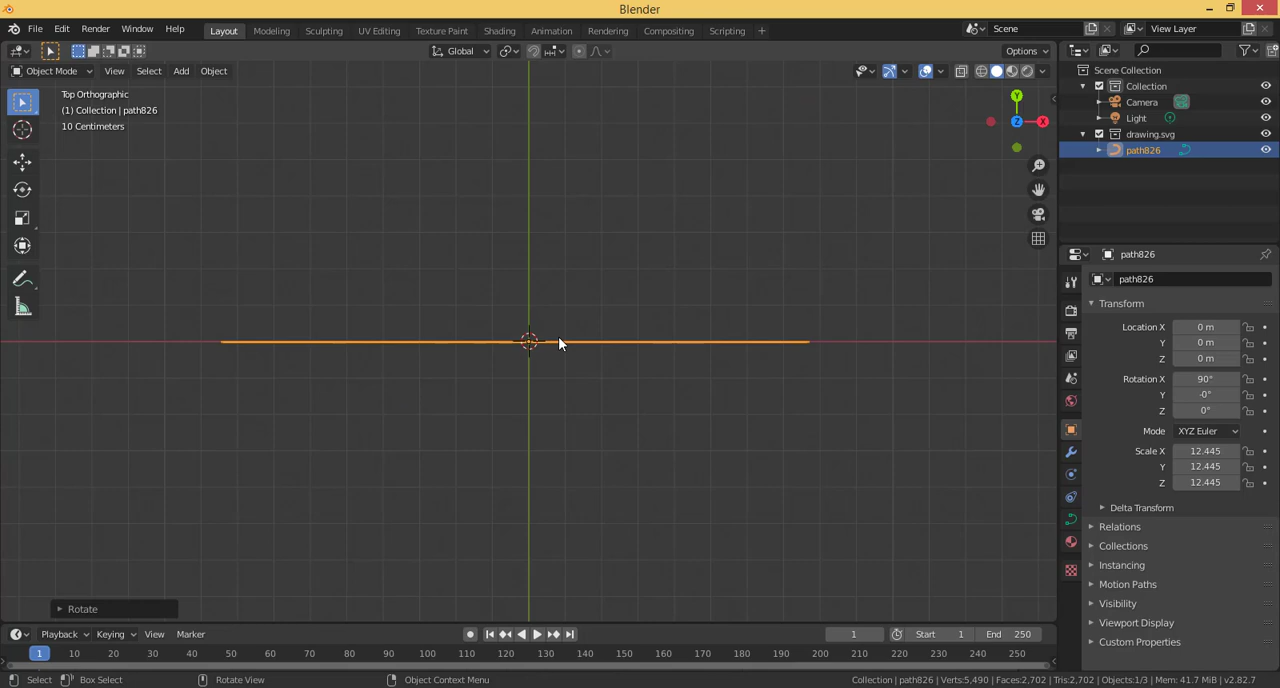 Blender
File Edit Render Window Help Layout Modeling Sculpting UV Editing Texture Paint Shading Animation Compositing Rendering Scripting + Scene View Layer
Global Options
Object Mode View Select Add Object
Top Orthographic
(1) Collection | path826
10 Centimeters
Y
Z X
Scene Collection
Collection
Camera
Light
drawing.svg
path826
path826
path826
Transform
Location X 0 m
Y 0 m
Z 0 m
Rotation X 90°
Y -0°
Z 0°
Mode XYZ Euler
Scale X 12.445
Y 12.445
Z 12.445
Delta Transform
Relations
Collections
Instancing
Motion Paths
Visibility
Viewport Display
Custom Properties
Rotate
Playback Keying View Marker 1 Start 1 End 250
1 10 20 30 40 50 60 70 80 90 100 110 120 130 140 150 160 170 180 190 200 210 220 230 240 250
Select Box Select Rotate View Object Context Menu Collection | path826 | Verts:5,490 | Faces:2,702 | Tris:2,702 | Objects:1/3 | Mem: 41.7 MiB | v2.82.7